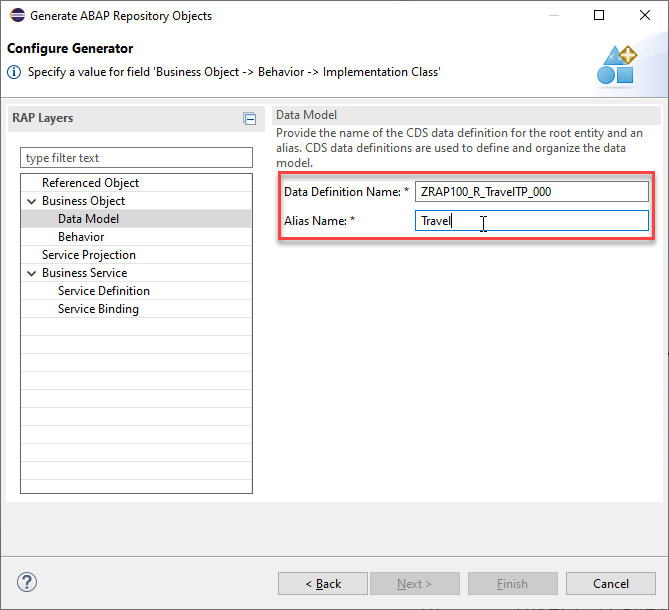 Generate ABAP Repository Objects
Configure Generator
Specify a value for field 'Business Object -> Behavior -> Implementation Class'
RAP Layers
type filter text
Referenced Object
Business Object
Data Model
Behavior
Service Projection
Business Service
Service Definition
Service Binding
Data Model
Provide the name of the CDS data definition for the root entity and an
alias. CDS data definitions are used to define and organize the data
model.
Data Definition Name: * ZRAP100_R_TravelTP_000
Alias Name: * Travel
< Back Next > Finish Cancel